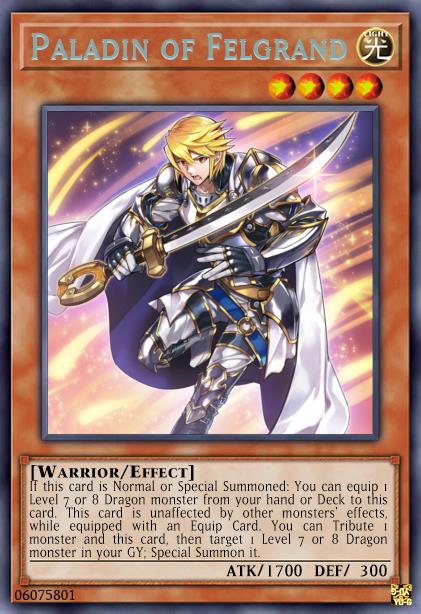 PALADIN OF FELGRAND
LIGHT
光
[WARRIOR/EFFECT]
If this card is Normal or Special Summoned: You can equip 1
Level 7 or 8 Dragon monster from your hand or Deck to this
card. This card is unaffected by other monsters' effects,
while equipped with an Equip Card. You can Tribute 1
monster and this card, then target 1 Level 7 or 8 Dragon
monster in your GY; Special Summon it.
ATK/1700 DEF/ 300
06075801